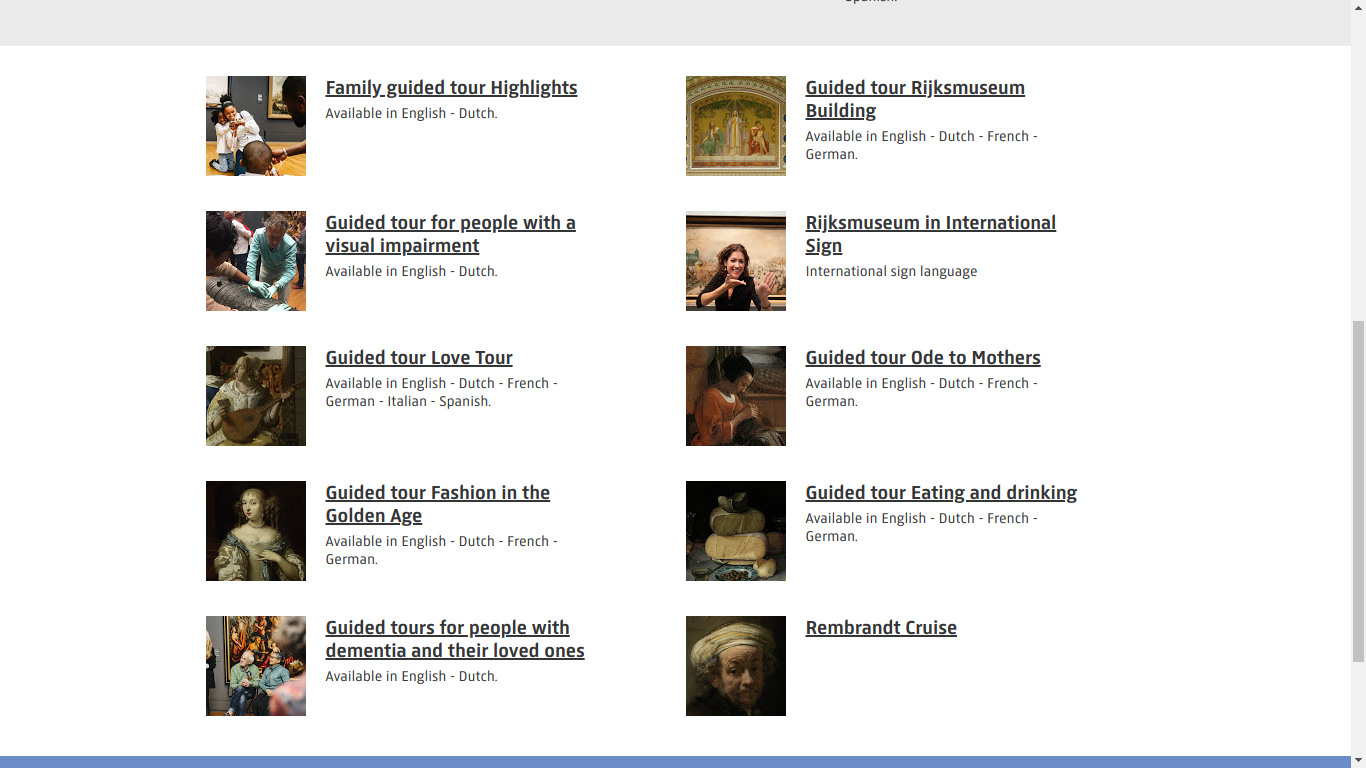 Spanish.
Family guided tour Highlights
Available in English - Dutch.
Guided tour Rijksmuseum
Building
Available in English - Dutch - French -
German.
Guided tour for people with a
visual impairment
Available in English - Dutch.
Rijksmuseum in International
Sign
International sign language
Guided tour Love Tour
Available in English - Dutch - French -
German - Italian - Spanish.
Guided tour Ode to Mothers
Available in English - Dutch - French -
German.
Guided tour Fashion in the
Golden Age
Available in English - Dutch - French -
German.
Guided tour Eating and drinking
Available in English - Dutch - French -
German.
Guided tours for people with
dementia and their loved ones
Available in English - Dutch.
Rembrandt Cruise